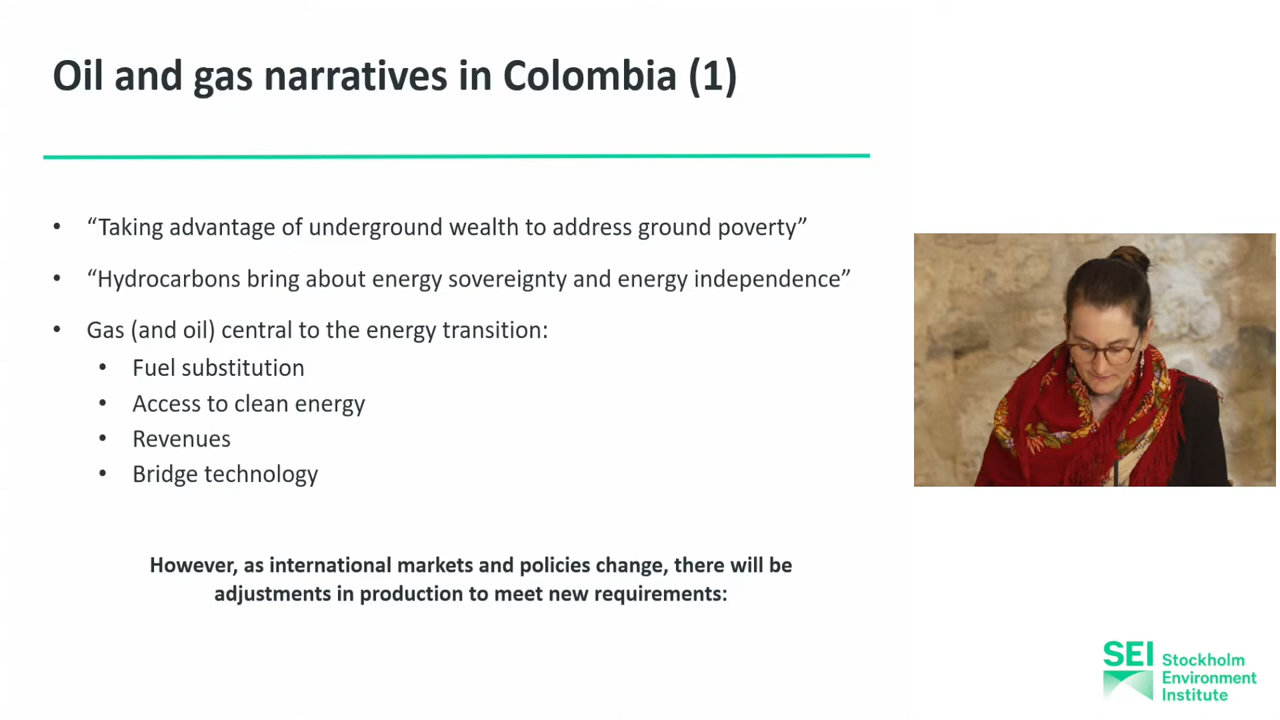 Oil and gas narratives in Colombia (1)
• “Taking advantage of underground wealth to address ground poverty”
• “Hydrocarbons bring about energy sovereignty and energy independence”
• Gas (and oil) central to the energy transition:
• Fuel substitution
• Access to clean energy
• Revenues
• Bridge technology
However, as international markets and policies change, there will be
adjustments in production to meet new requirements:
SEI Stockholm
Environment
Institute